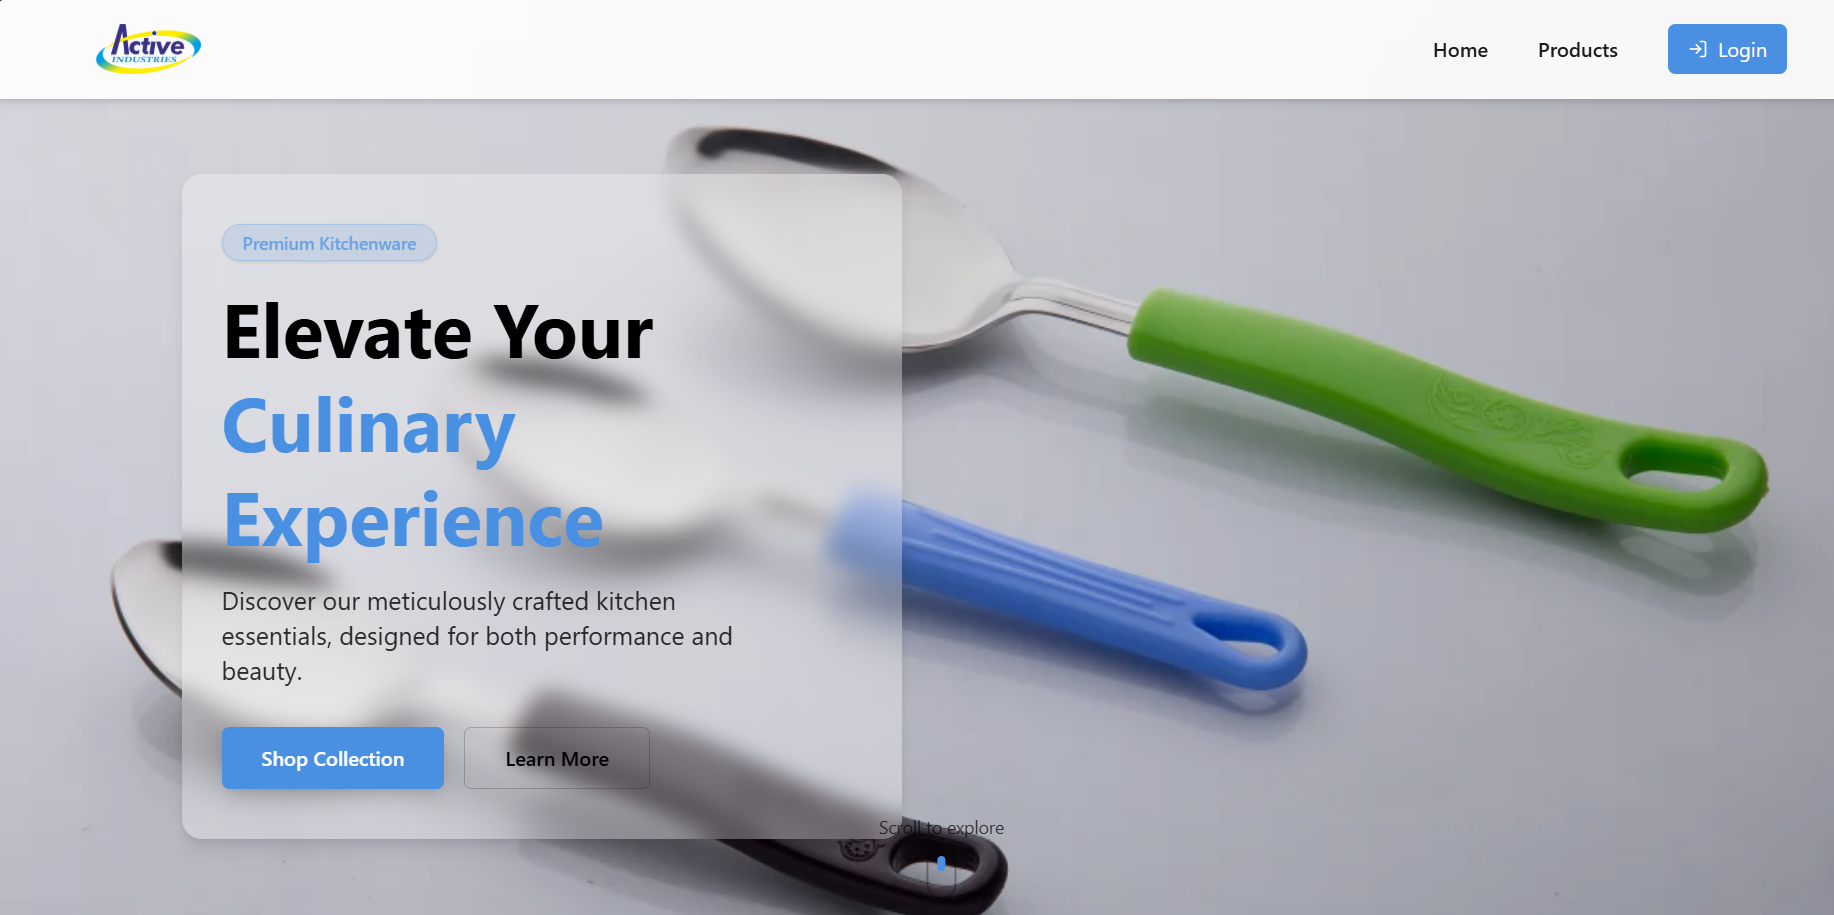 Active
INDUSTRIES
Home
Products
Login
Premium Kitchenware
Elevate Your
Culinary
Experience
Discover our meticulously crafted kitchen
essentials, designed for both performance and
beauty.
Shop Collection
Learn More
Scroll to explore